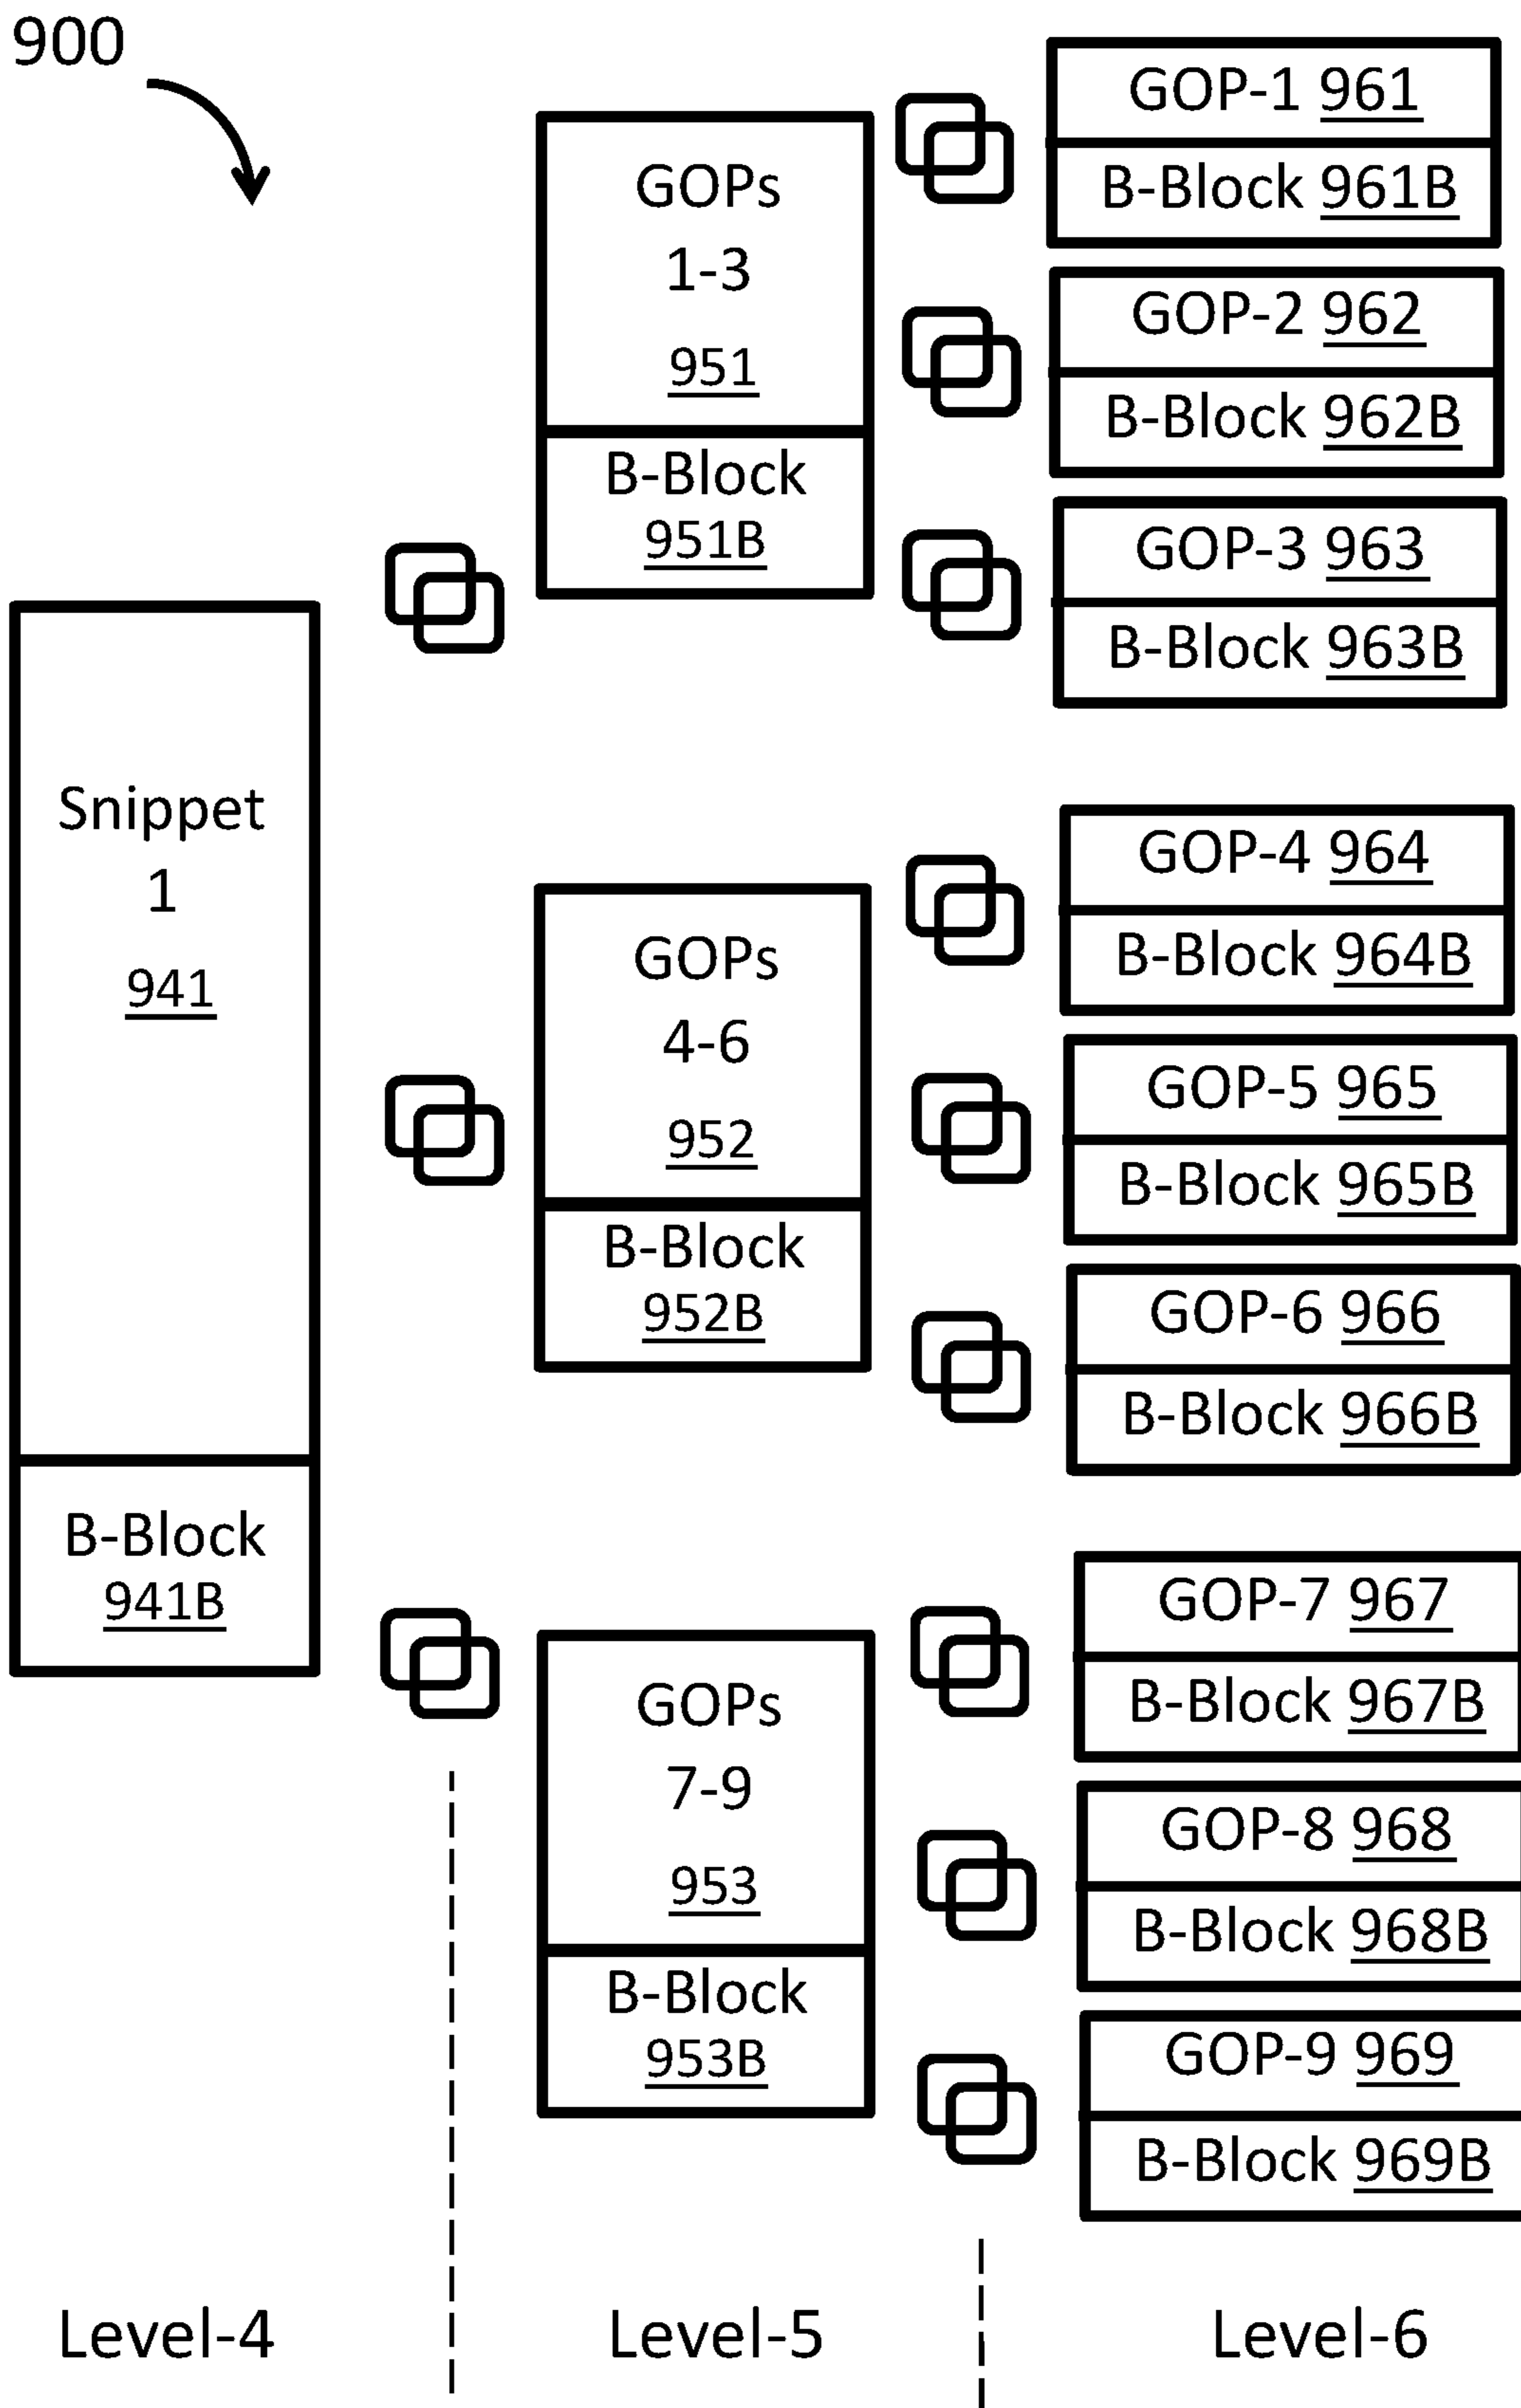 900
Snippet
1
941
B-Block
941B
GOPs
1-3
951
B-Block
951B
GOPs
4-6
952
B-Block
952B
GOPs
7-9
953
B-Block
953B
GOP-1 961
B-Block 961B
GOP-2 962
B-Block 962B
GOP-3 963
B-Block 963B
GOP-4 964
B-Block 964B
GOP-5 965
B-Block 965B
GOP-6 966
B-Block 966B
GOP-7 967
B-Block 967B
GOP-8 968
B-Block 968B
GOP-9 969
B-Block 969B
Level-4
Level-5
Level-6